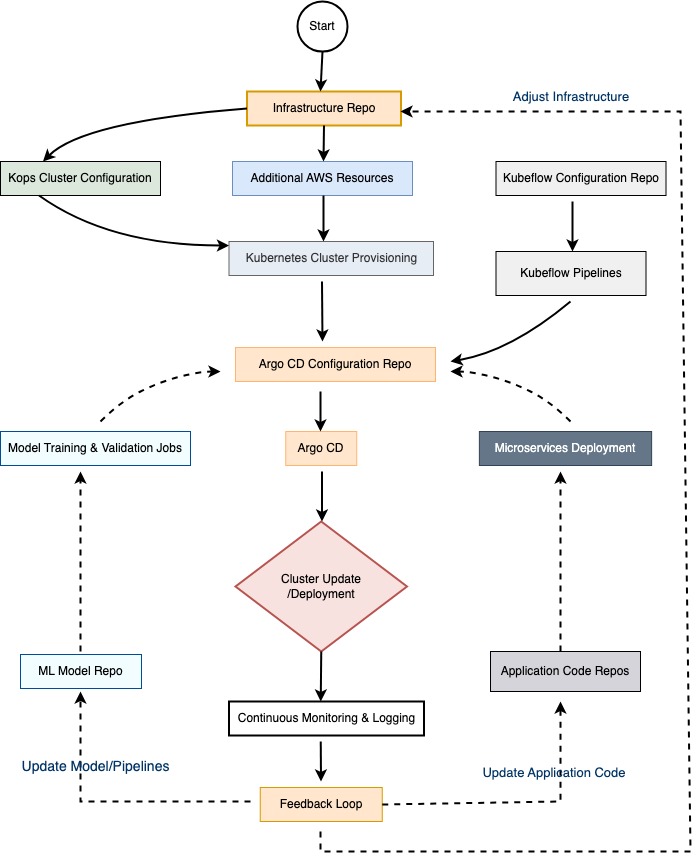 Start
Adjust Infrastructure
Infrastructure Repo
Kops Cluster Configuration
Additional AWS Resources
Kubeflow Configuration Repo
Kubernetes Cluster Provisioning
Kubeflow Pipelines
Argo CD Configuration Repo
Model Training & Validation Jobs
Argo CD
Microservices Deployment
Cluster Update
/Deployment
ML Model Repo
Application Code Repos
Continuous Monitoring & Logging
Update Model/Pipelines
Update Application Code
Feedback Loop